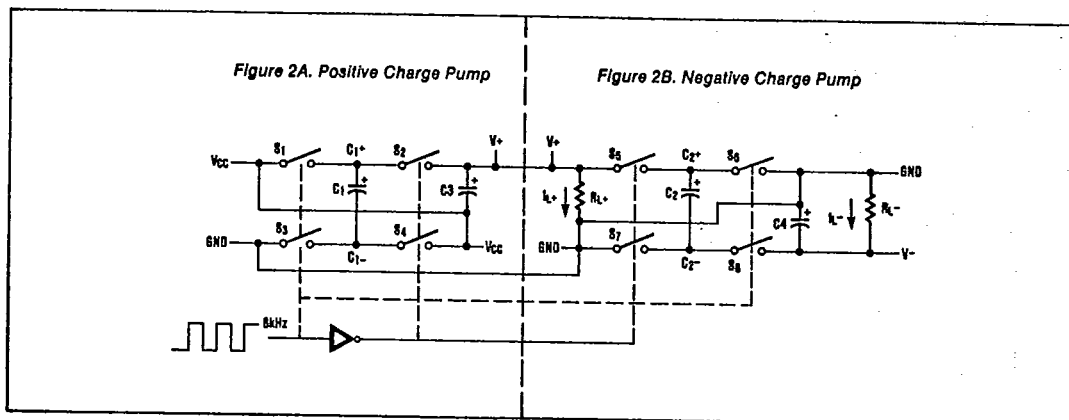 Figure 2A. Positive Charge Pump
Figure 2B. Negative Charge Pump
V+
V+
S1
C1+
S2
S5
C2+
S6
VCC
GND
C1
C3
IL+
RL+
C2
C4
IL-
RL-
S3
S4
S7
GND
VCC
GND
C1-
C2-
S8
V-
8kHz